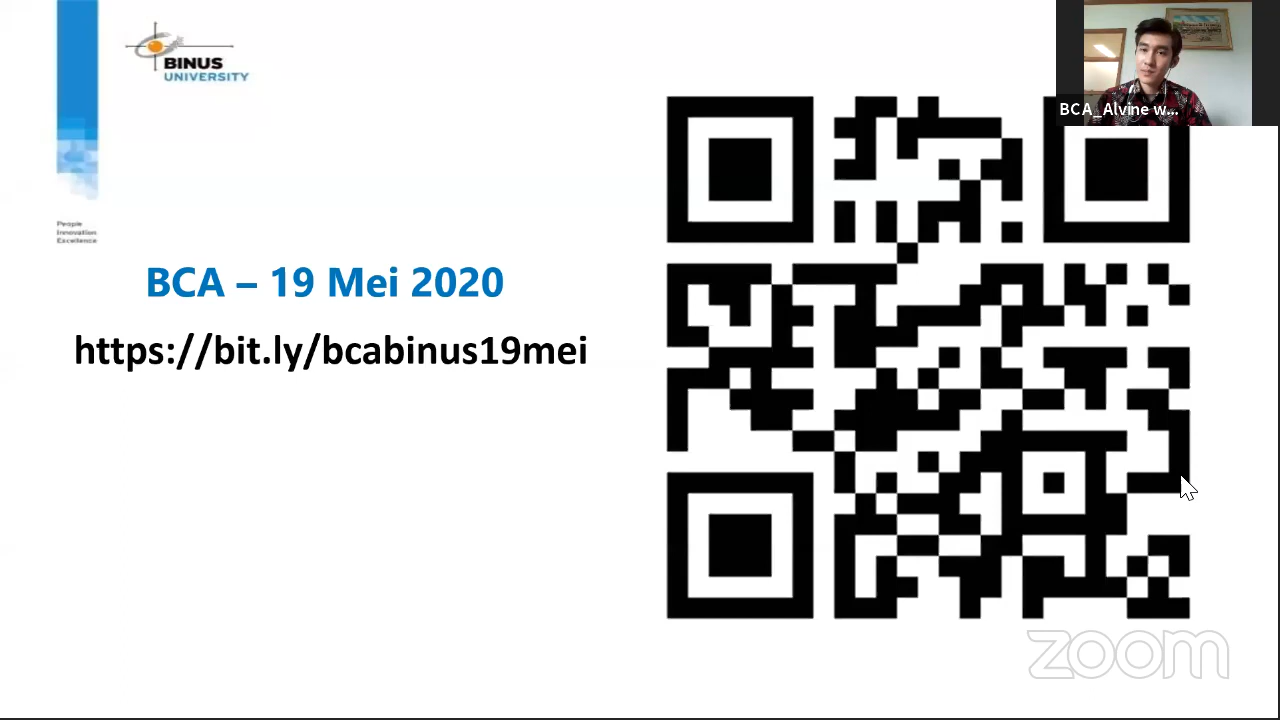 BINUS
UNIVERSITY
People
Innovation
Excellence
BCA – 19 Mei 2020
https://bit.ly/bcabinus19mei
BCA_Alvine w...
zoom